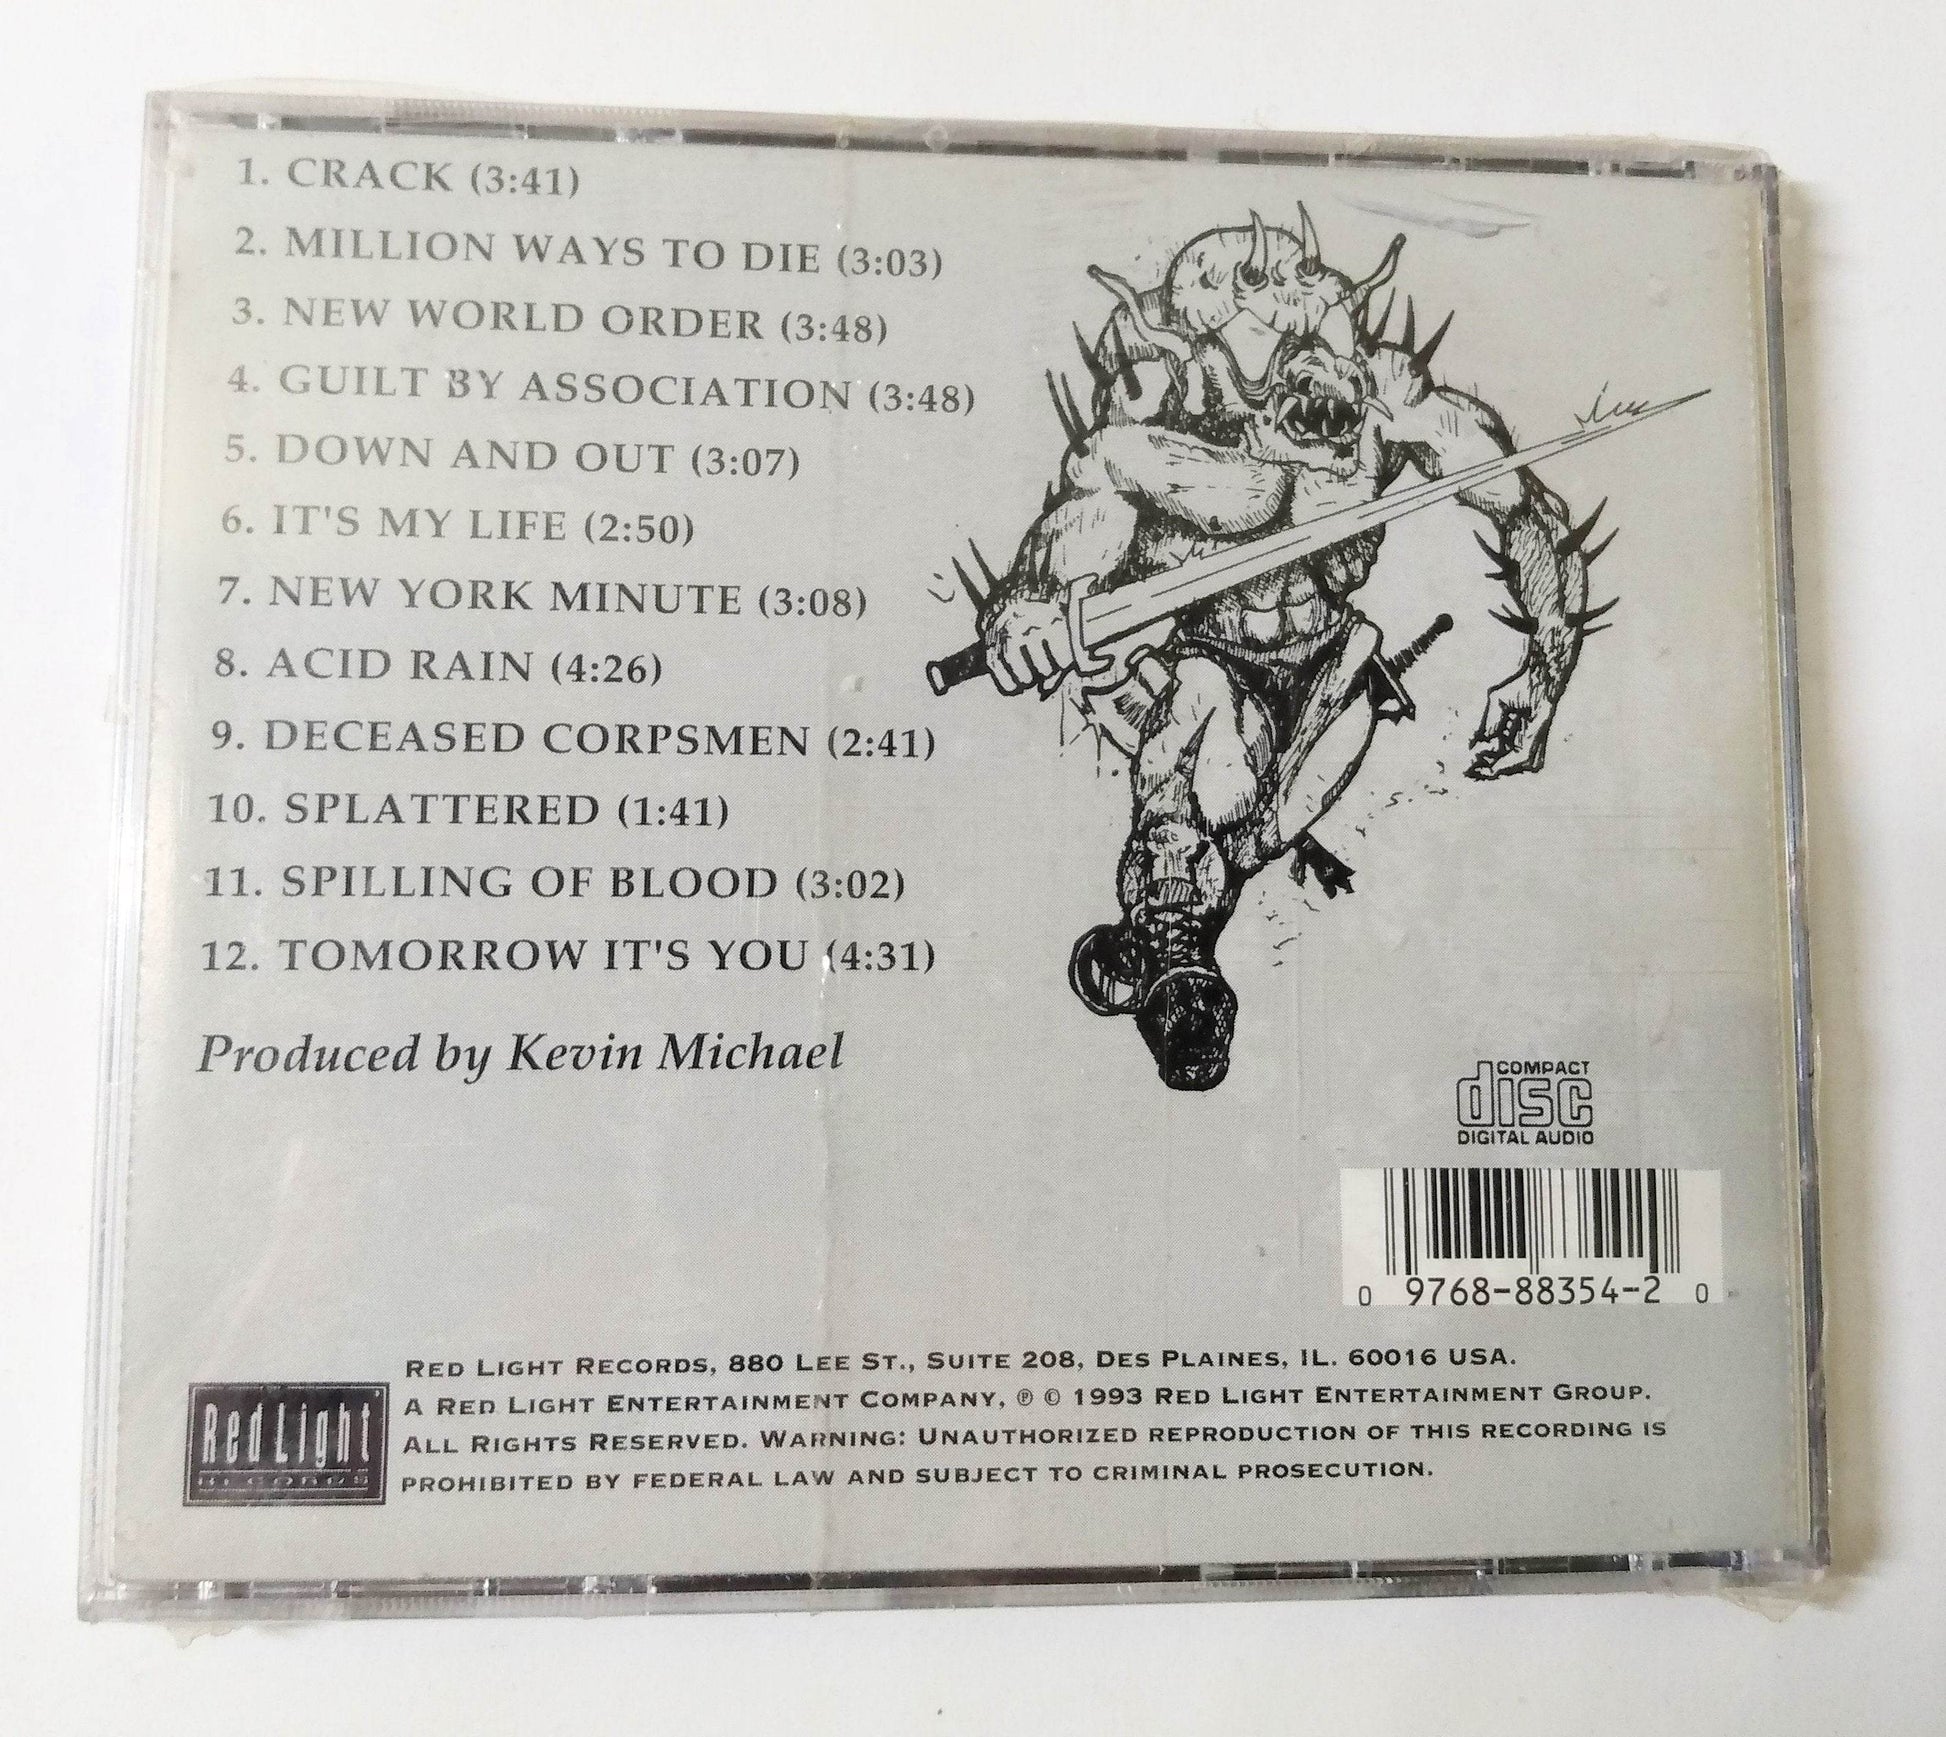 1. CRACK (3:41)
2. MILLION WAYS TO DIE (3:03)
3. NEW WORLD ORDER (3:48)
4. GUILT BY ASSOCIATION (3:48)
5. DOWN AND OUT (3:07)
6. IT'S MY LIFE (2:50)
7. NEW YORK MINUTE (3:08)
8. ACID RAIN (4:26)
9. DECEASED CORPSMEN (2:41)
10. SPLATTERED (1:41)
11. SPILLING OF BLOOD (3:02)
12. TOMORROW IT'S YOU (4:31)
Produced by Kevin Michael
COMPACT
disc
DIGITAL AUDIO
0 9768-88354-2 0
RED LIGHT RECORDS, 880 LEE ST., SUITE 208, DES PLAINES, IL. 60016 USA.
A RED LIGHT ENTERTAINMENT COMPANY, ℗ © 1993 RED LIGHT ENTERTAINMENT GROUP.
ALL RIGHTS RESERVED. WARNING: UNAUTHORIZED REPRODUCTION OF THIS RECORDING IS
PROHIBITED BY FEDERAL LAW AND SUBJECT TO CRIMINAL PROSECUTION.
Red Light
RECORDS